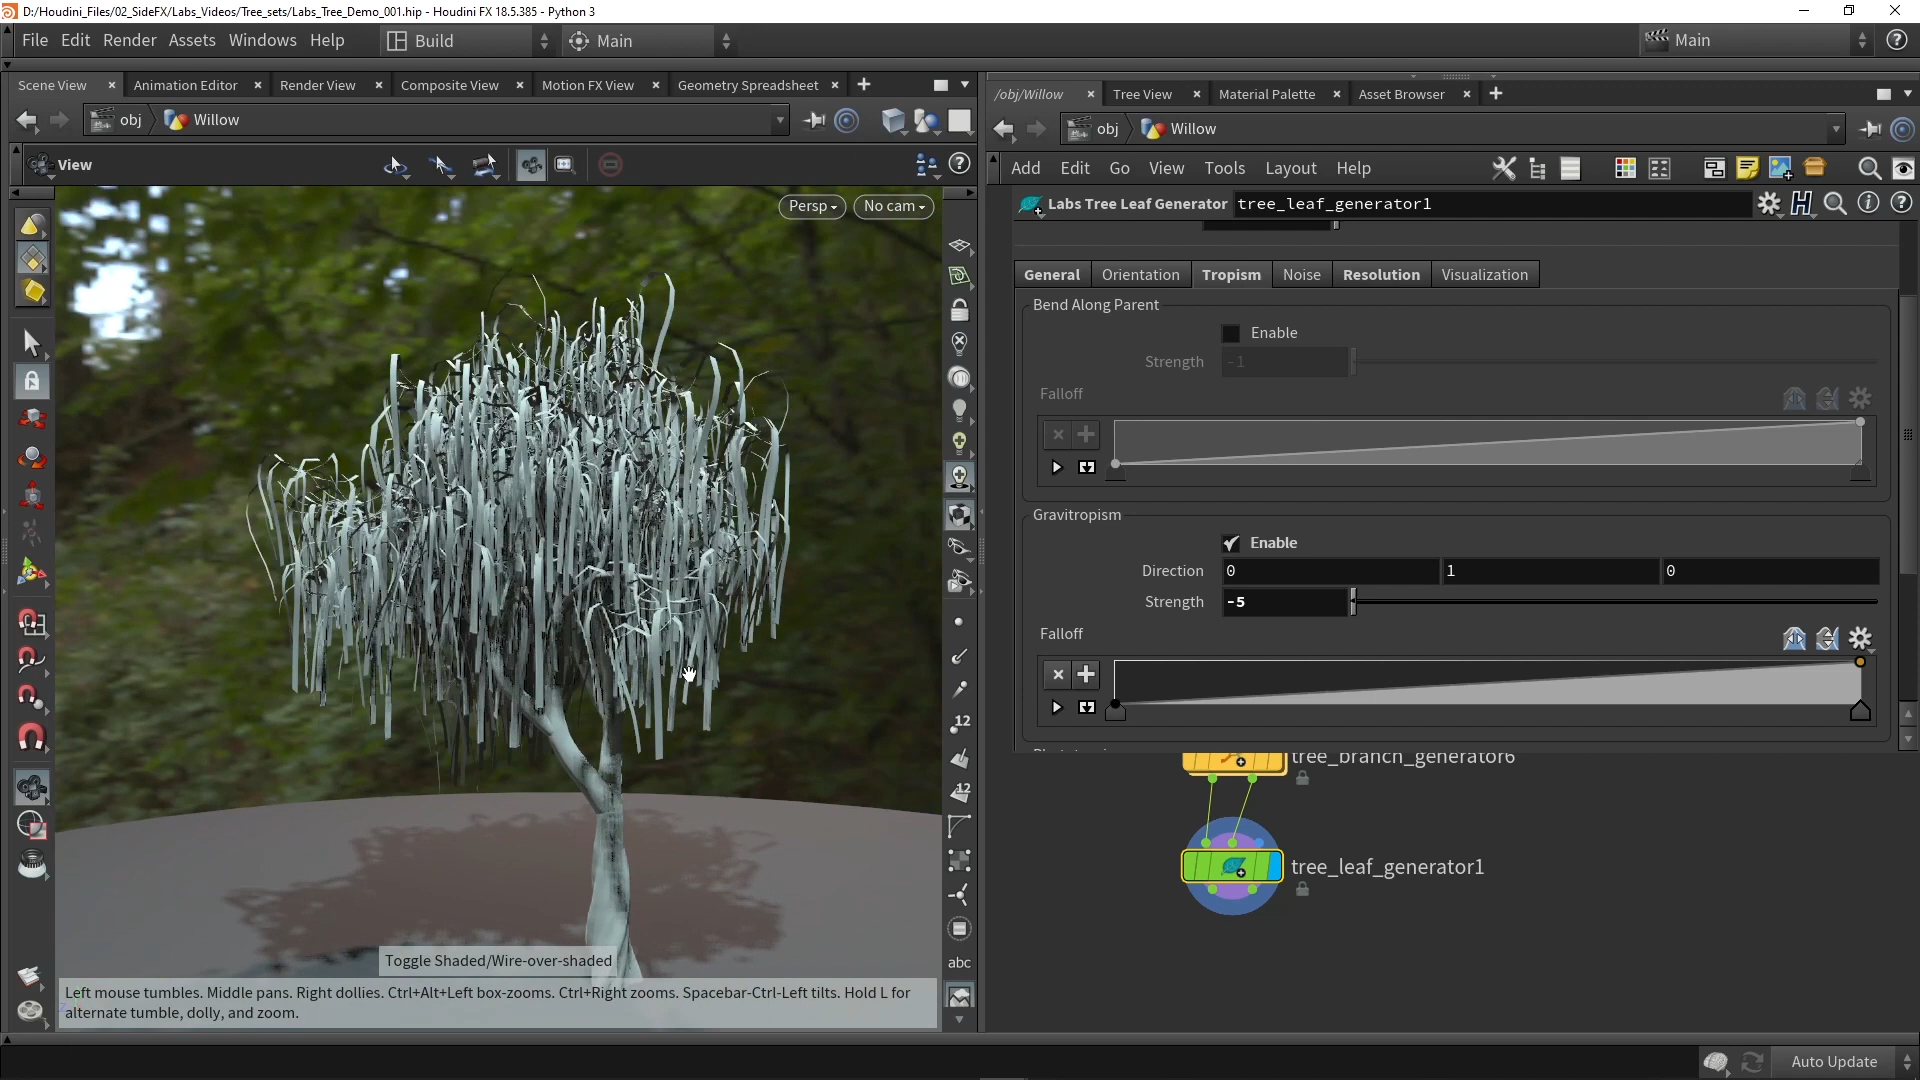 D:/Houdini_Files/02_SideFX/Labs_Videos/Tree_sets/Labs_Tree_Demo_001.hip - Houdini FX 18.5.385 - Python 3
File Edit Render Assets Windows Help Build Main Main
Scene View Animation Editor Render View Composite View Motion FX View Geometry Spreadsheet
obj Willow
View
Persp No cam
12
12
abc
Toggle Shaded/Wire-over-shaded
Left mouse tumbles. Middle pans. Right dollies. Ctrl+Alt+Left box-zooms. Ctrl+Right zooms. Spacebar-Ctrl-Left tilts. Hold L for
alternate tumble, dolly, and zoom.
/obj/Willow Tree View Material Palette Asset Browser
obj Willow
Add Edit Go View Tools Layout Help
Labs Tree Leaf Generator tree_leaf_generator1
General Orientation Tropism Noise Resolution Visualization
Bend Along Parent
Enable
Strength -1
Falloff
Gravitropism
Enable
Direction 0 1 0
Strength -5
Falloff
tree_branch_generator6
tree_leaf_generator1
Auto Update